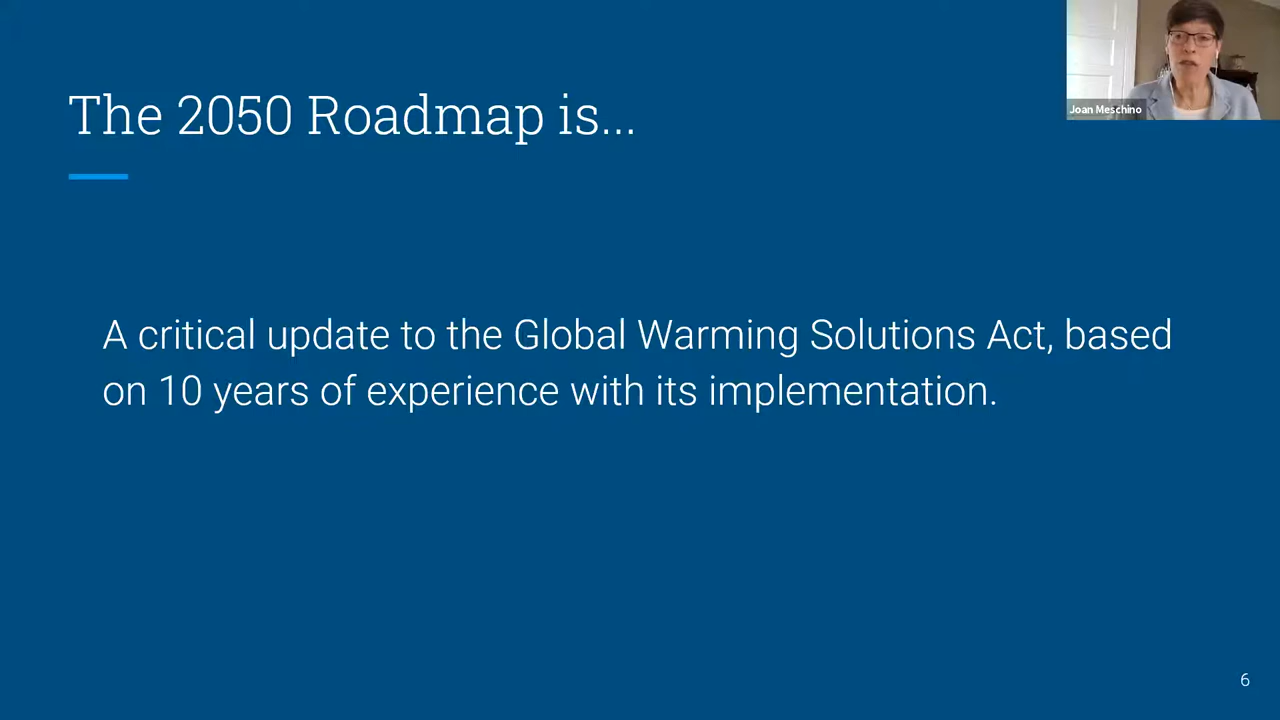 The 2050 Roadmap is...
Joan Meschino
A critical update to the Global Warming Solutions Act, based
on 10 years of experience with its implementation.
6